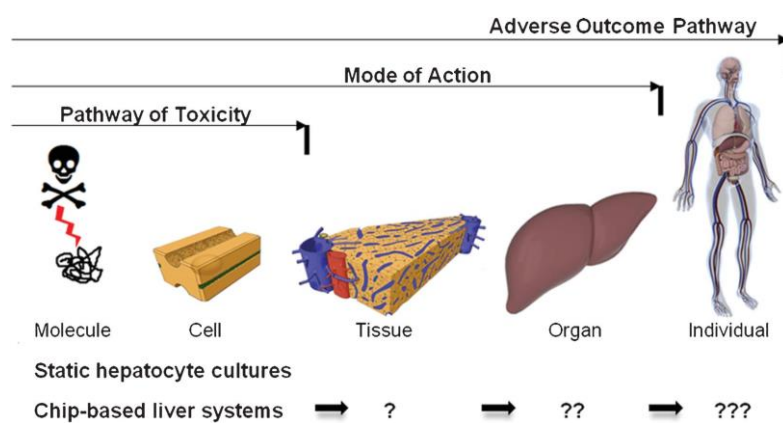 Adverse Outcome Pathway
Mode of Action
Pathway of Toxicity
Molecule Cell Tissue Organ Individual
Static hepatocyte cultures
Chip-based liver systems ? ?? ???